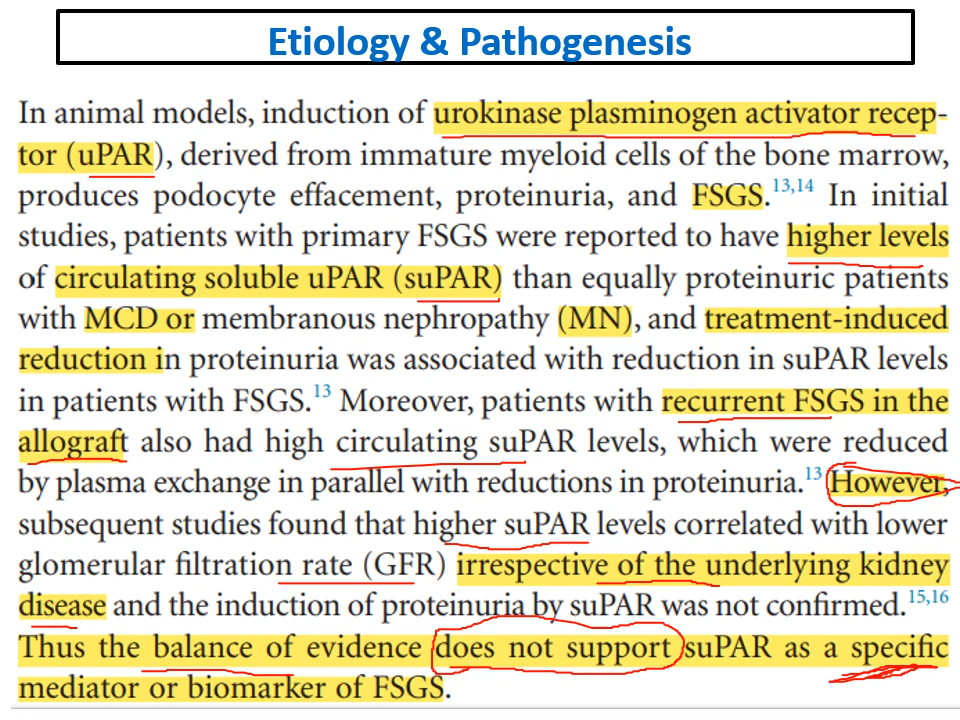 Etiology & Pathogenesis
In animal models, induction of urokinase plasminogen activator recep-
tor (uPAR), derived from immature myeloid cells of the bone marrow,
produces podocyte effacement, proteinuria, and FSGS.13,14 In initial
studies, patients with primary FSGS were reported to have higher levels
of circulating soluble uPAR (suPAR) than equally proteinuric patients
with MCD or membranous nephropathy (MN), and treatment-induced
reduction in proteinuria was associated with reduction in suPAR levels
in patients with FSGS.13 Moreover, patients with recurrent FSGS in the
allograft also had high circulating suPAR levels, which were reduced
by plasma exchange in parallel with reductions in proteinuria.13 However,
subsequent studies found that higher suPAR levels correlated with lower
glomerular filtration rate (GFR) irrespective of the underlying kidney
disease and the induction of proteinuria by suPAR was not confirmed.15,16
Thus the balance of evidence does not support suPAR as a specific
mediator or biomarker of FSGS.